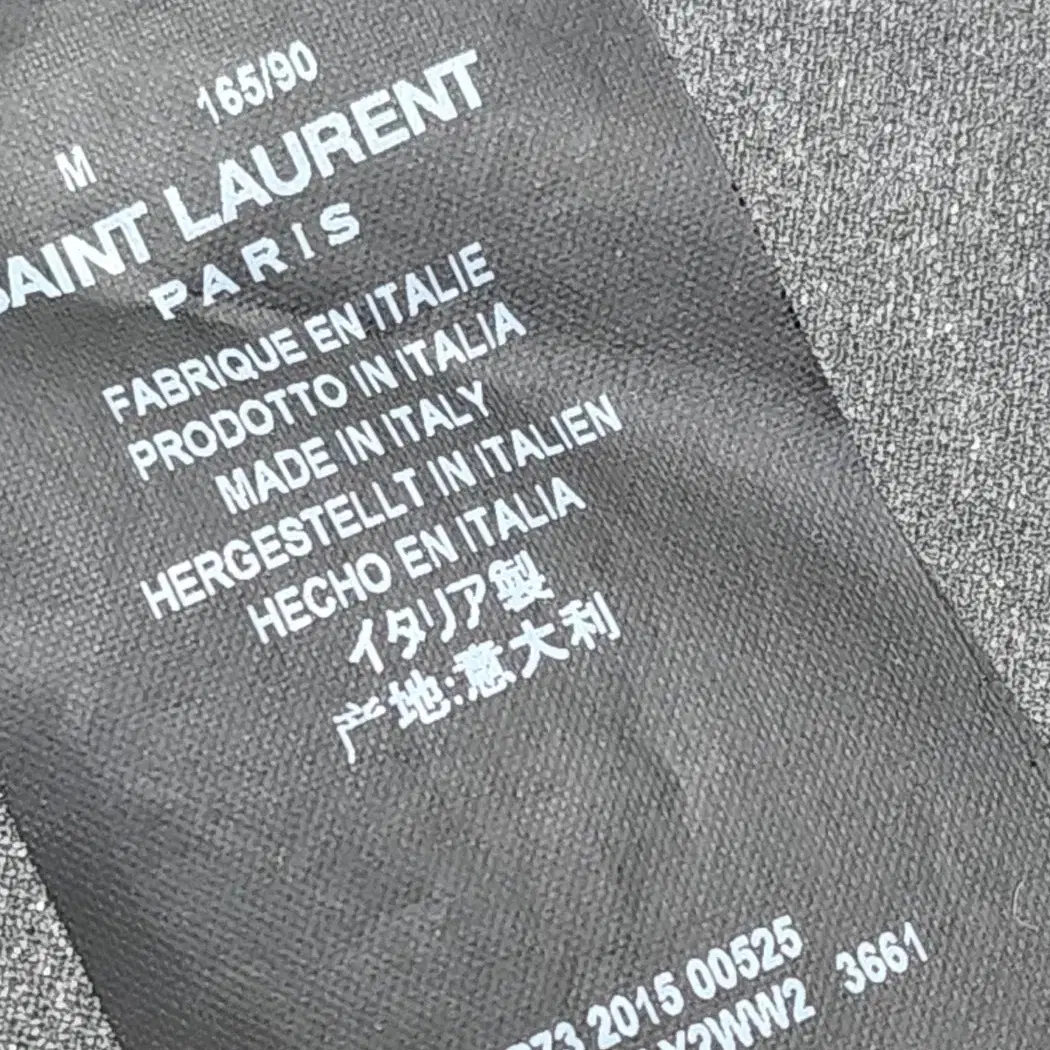 165/90
M
SAINT LAURENT
PARIS
FABRIQUE EN ITALIE
PRODOTTO IN ITALIA
MADE IN ITALY
HERGESTELLT IN ITALIEN
HECHO EN ITALIA
イタリア製
产地:意大利
2015 00525
3661